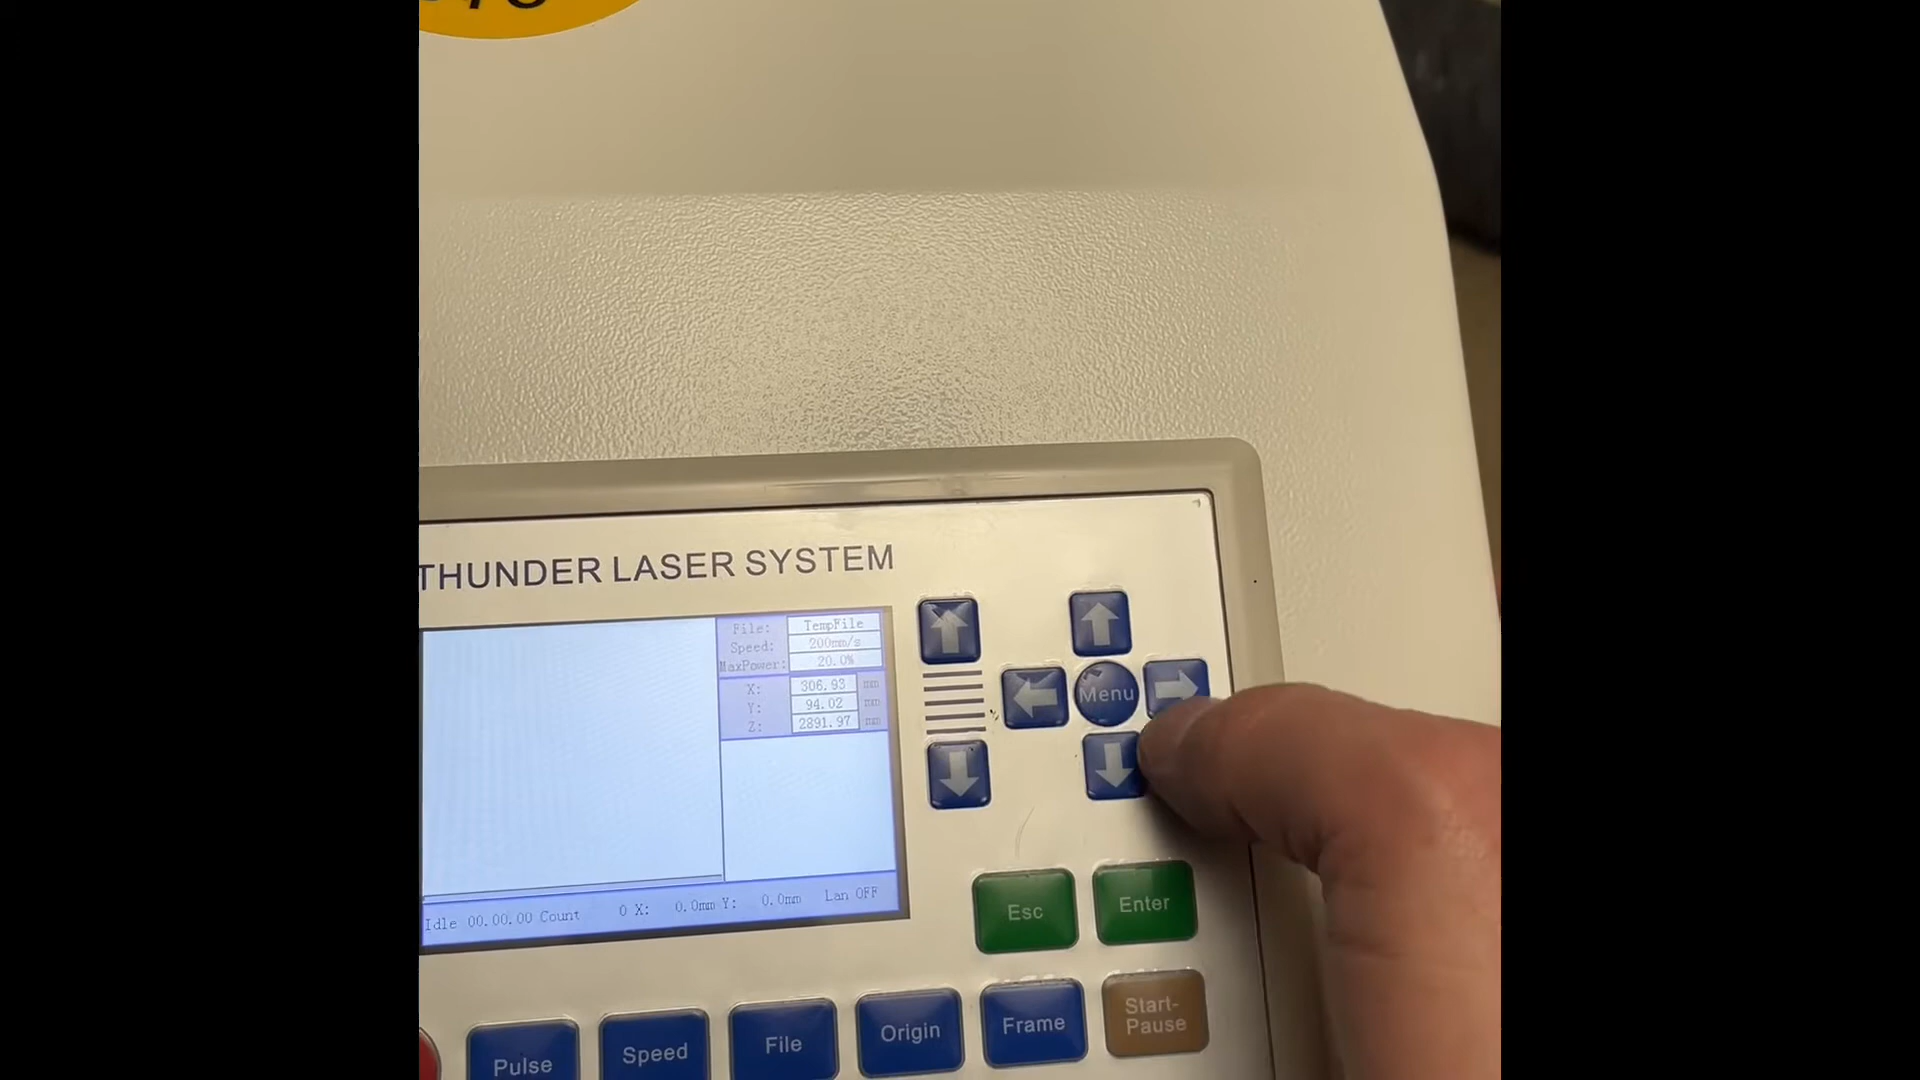 THUNDER LASER SYSTEM
File: TempFile
Speed: 200mm/s
MaxPower: 20.0%
X: 306.93 mm
Y: 94.02 mm
Z: 2891.97 mm
Idle 00.00.00 Count 0 X: 0.0mm Y: 0.0mm Lan OFF
Menu
Esc
Enter
Pulse
Speed
File
Origin
Frame
Start-
Pause